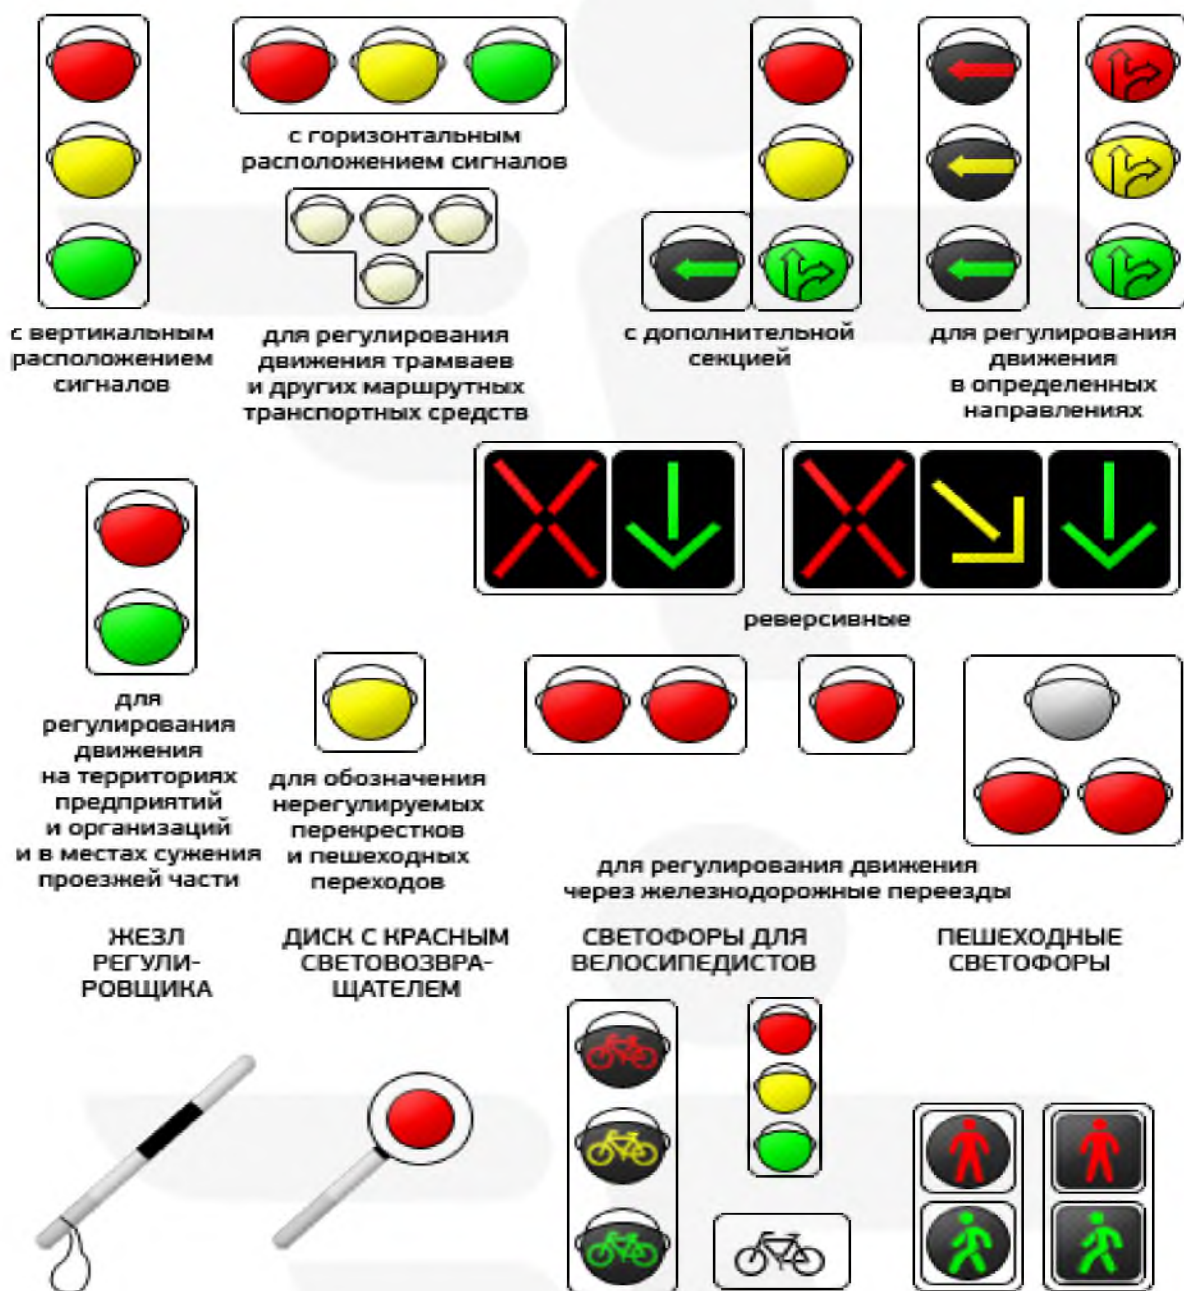 с вертикальным
расположением
сигналов
с горизонтальным
расположением сигналов
для регулирования
движения трамваев
и других маршрутных
транспортных средств
с дополнительной
секцией
для регулирования
движения
в определенных
направлениях
реверсивные
для
регулирования
движения
на территориях
предприятий
и организаций
и в местах сужения
проезжей части
для обозначения
нерегулируемых
перекрестков
и пешеходных
переходов
для регулирования движения
через железнодорожные переезды
ЖЕЗЛ
РЕГУЛИ-
РОВЩИКА
ДИСК С КРАСНЫМ
СВЕТОВОЗВРА-
ЩАТЕЛЕМ
СВЕТОФОРЫ ДЛЯ
ВЕЛОСИПЕДИСТОВ
ПЕШЕХОДНЫЕ
СВЕТОФОРЫ